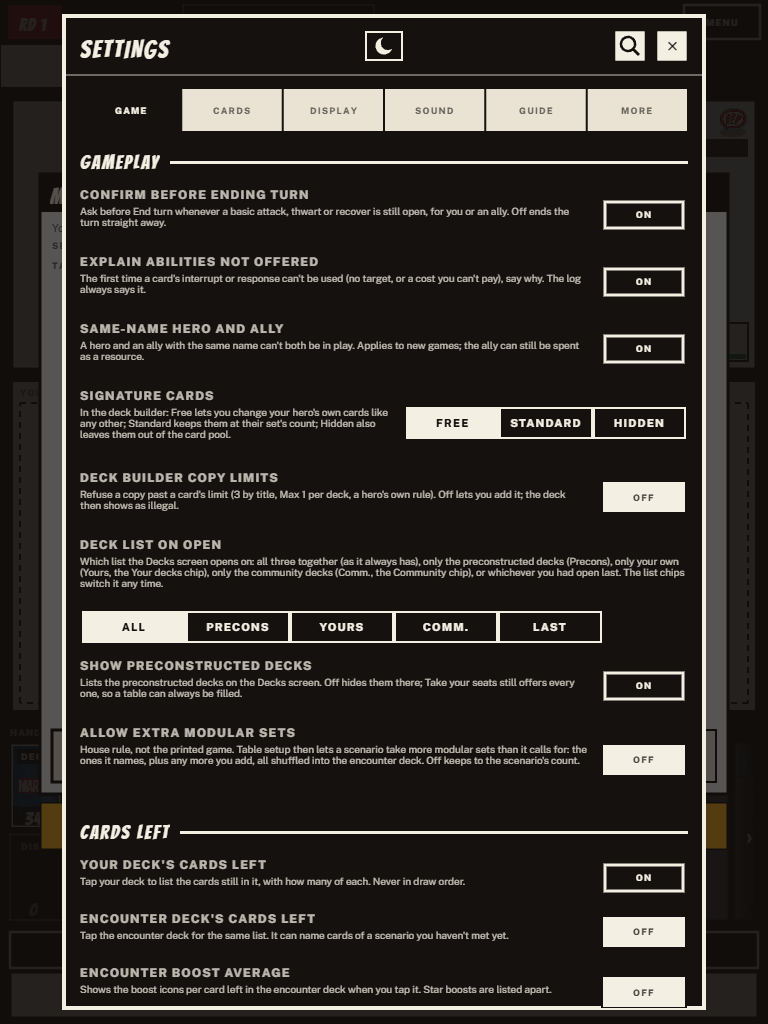 RD 1
MENU
SETTINGS
×
GAME
CARDS
DISPLAY
SOUND
GUIDE
MORE
GAMEPLAY
CONFIRM BEFORE ENDING TURN
Ask before End turn whenever a basic attack, thwart or recover is still open, for you or an ally. Off ends the
turn straight away.
ON
EXPLAIN ABILITIES NOT OFFERED
The first time a card's interrupt or response can't be used (no target, or a cost you can't pay), say why. The log
always says it.
ON
SAME-NAME HERO AND ALLY
A hero and an ally with the same name can't both be in play. Applies to new games; the ally can still be spent
as a resource.
ON
SIGNATURE CARDS
In the deck builder: Free lets you change your hero's own cards like
any other; Standard keeps them at their set's count; Hidden also
leaves them out of the card pool.
FREE
STANDARD
HIDDEN
DECK BUILDER COPY LIMITS
Refuse a copy past a card's limit (3 by title, Max 1 per deck, a hero's own rule). Off lets you add it; the deck
then shows as illegal.
OFF
DECK LIST ON OPEN
Which list the Decks screen opens on: all three together (as it always has), only the preconstructed decks (Precons), only your own
(Yours, the Your decks chip), only the community decks (Comm., the Community chip), or whichever you had open last. The list chips
switch it any time.
ALL
PRECONS
YOURS
COMM.
LAST
SHOW PRECONSTRUCTED DECKS
Lists the preconstructed decks on the Decks screen. Off hides them there; Take your seats still offers every
one, so a table can always be filled.
ON
ALLOW EXTRA MODULAR SETS
House rule, not the printed game. Table setup then lets a scenario take more modular sets than it calls for: the
ones it names, plus any more you add, all shuffled into the encounter deck. Off keeps to the scenario's count.
OFF
CARDS LEFT
YOUR DECK'S CARDS LEFT
Tap your deck to list the cards still in it, with how many of each. Never in draw order.
ON
ENCOUNTER DECK'S CARDS LEFT
Tap the encounter deck for the same list. It can name cards of a scenario you haven't met yet.
OFF
ENCOUNTER BOOST AVERAGE
Shows the boost icons per card left in the encounter deck when you tap it. Star boosts are listed apart.
OFF